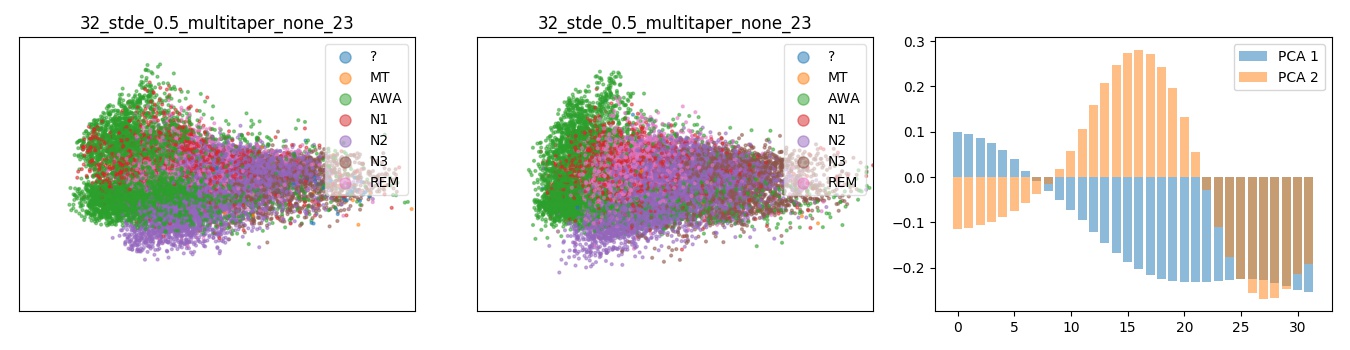 32_stde_0.5_multitaper_none_23
?
MT
AWA
N1
N2
N3
REM
32_stde_0.5_multitaper_none_23
?
MT
AWA
N1
N2
N3
REM
0.3
0.2
0.1
0.0
−0.1
−0.2
PCA 1
PCA 2
0 5 10 15 20 25 30